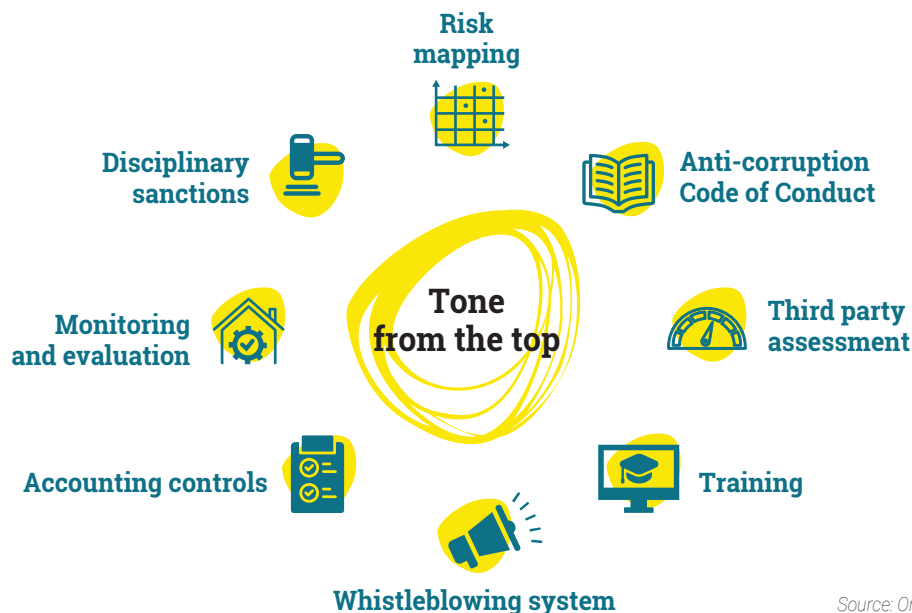 Risk
mapping
Anti-corruption
Code of Conduct
Third party
assessment
Training
Whistleblowing system
Accounting controls
Monitoring
and evaluation
Disciplinary
sanctions
Tone
from the top
Source: